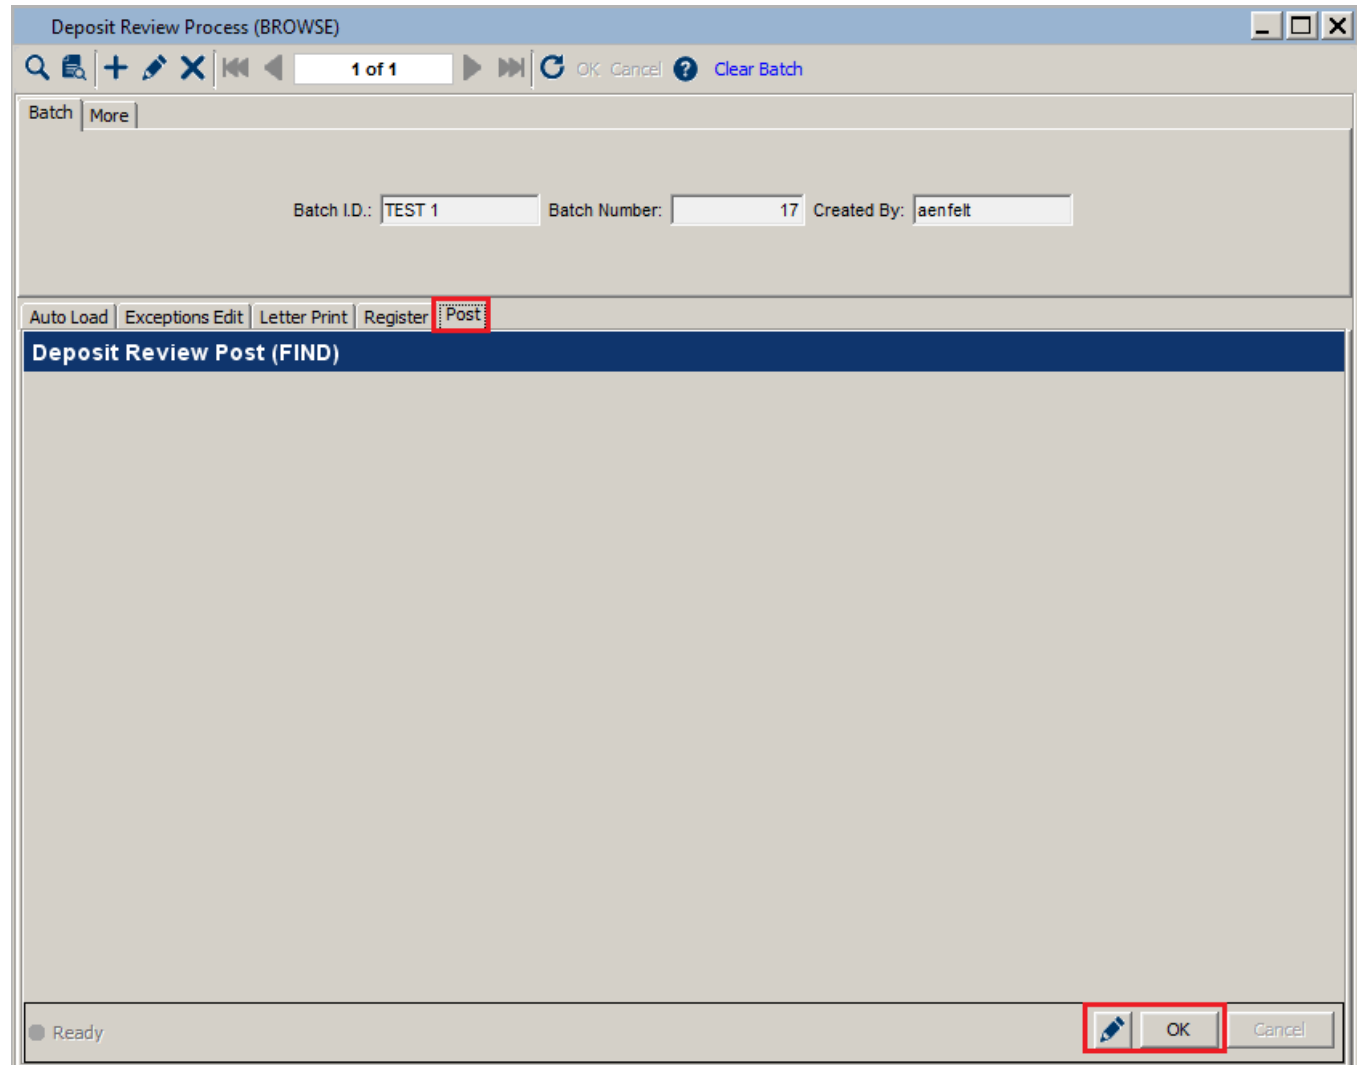 Deposit Review Process (BROWSE)
1 of 1 OK Cancel ? Clear Batch
Batch More
Batch I.D.: TEST 1 Batch Number: 17 Created By: aenfelt
Auto Load Exceptions Edit Letter Print Register Post
Deposit Review Post (FIND)
Ready OK Cancel